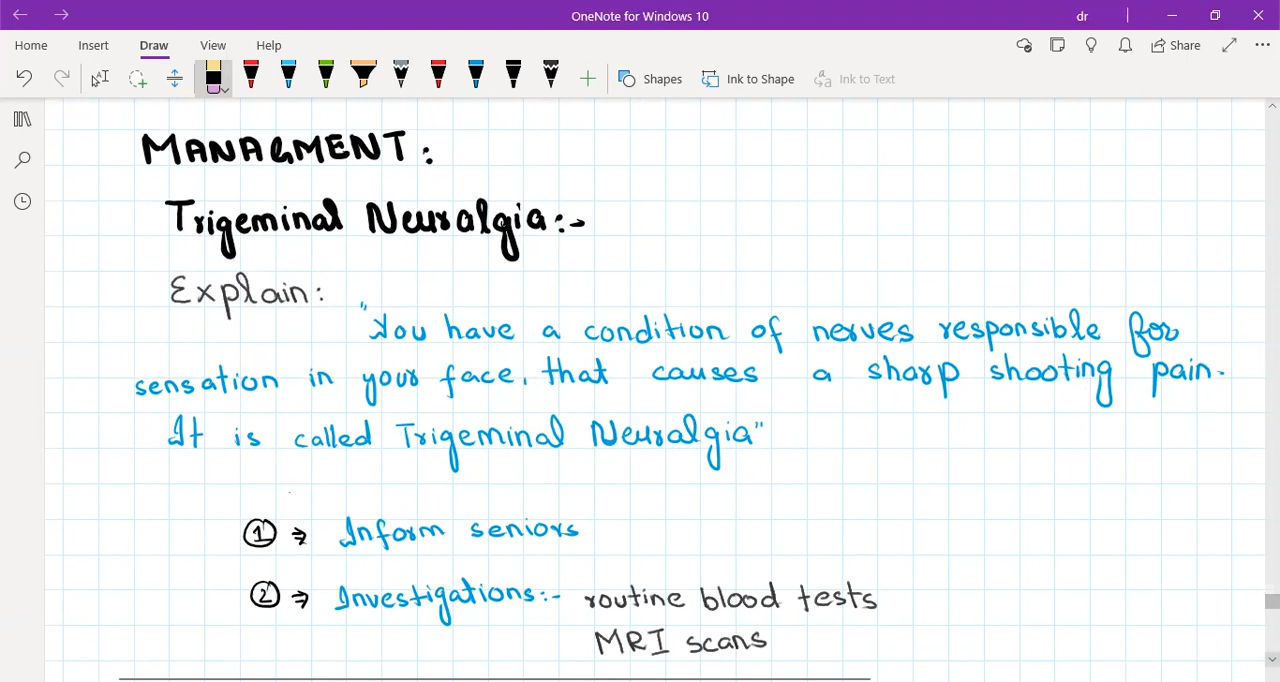 OneNote for Windows 10
dr
Home Insert Draw View Help
Share
Shapes Ink to Shape Ink to Text
MANAGMENT:
Trigeminal Neuralgia:-
Explain:
"You have a condition of nerves responsible for
sensation in your face, that causes a sharp shooting pain.
It is called Trigeminal Neuralgia"
1 ⇒ Inform seniors
2 ⇒ Investigations:- routine blood tests
MRI scans